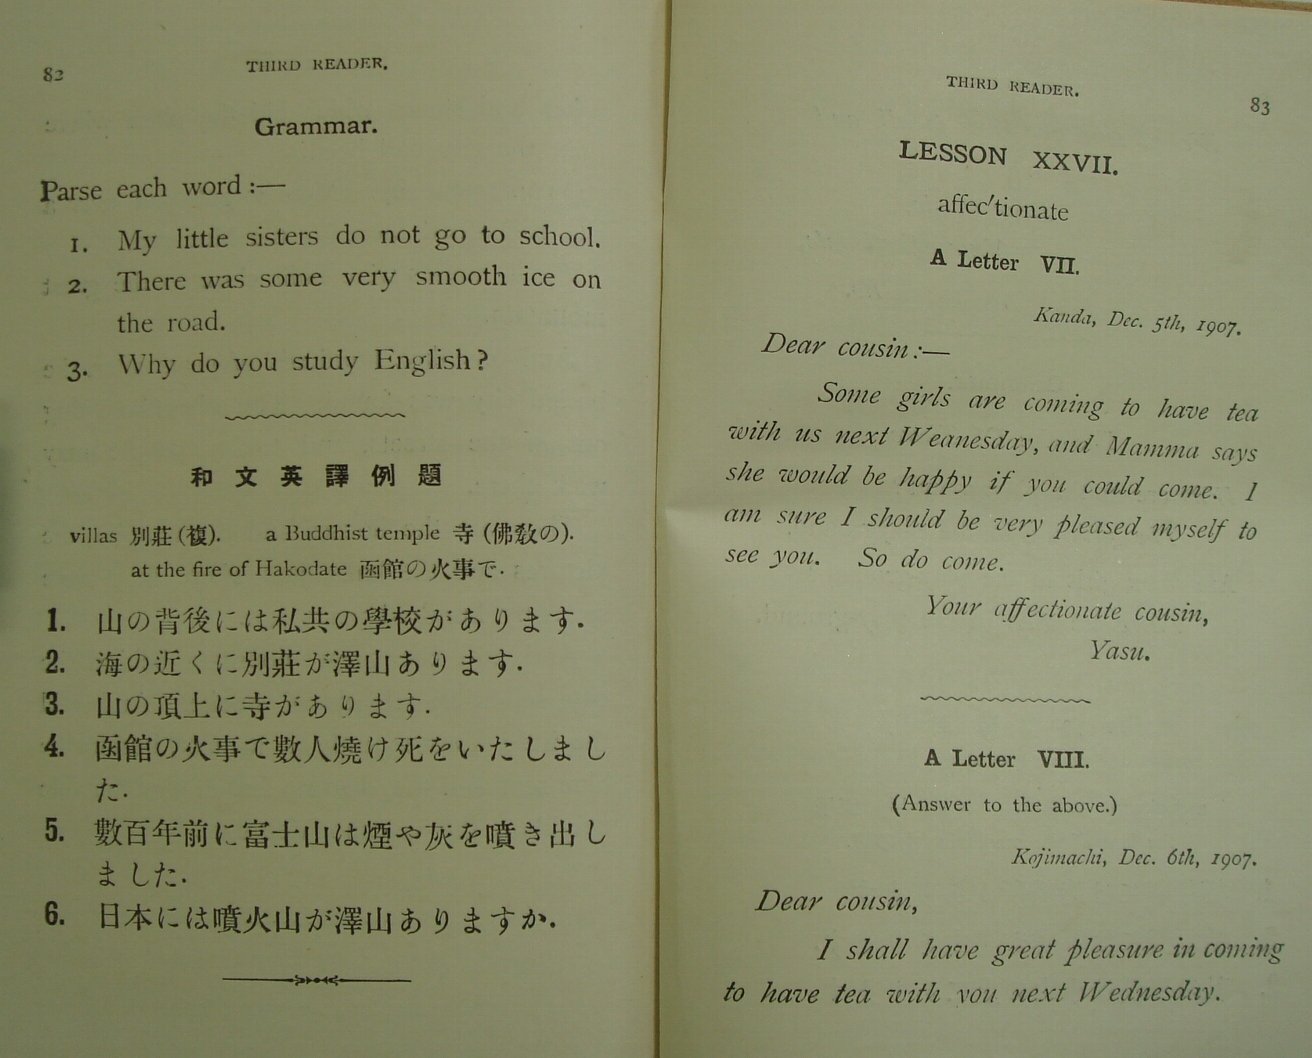 82
THIRD READER.
Grammar.
Parse each word :—
1. My little sisters do not go to school.
2. There was some very smooth ice on
the road.
3. Why do you study English?
和文英譯例題
villas 別莊(複). a Buddhist temple 寺 (佛敎の).
at the fire of Hakodate 函館の火事で.
1. 山の背後には私共の學校があります.
2. 海の近くに別莊が澤山あります.
3. 山の頂上に寺があります.
4. 函館の火事で數人燒け死をいたしまし
た.
5. 數百年前に富士山は煙や灰を噴き出し
ました.
6. 日本には噴火山が澤山ありますか.
THIRD READER.
83
LESSON XXVII.
affec'tionate
A Letter VII.
Kanda, Dec. 5th, 1907.
Dear cousin:—
Some girls are coming to have tea
with us next Weanesday, and Mamma says
she would be happy if you could come. I
am sure I should be very pleased myself to
see you. So do come.
Your affectionate cousin,
Yasu.
A Letter VIII.
(Answer to the above.)
Kojimachi, Dec. 6th, 1907.
Dear cousin,
I shall have great pleasure in coming
to have tea with you next Wednesday.